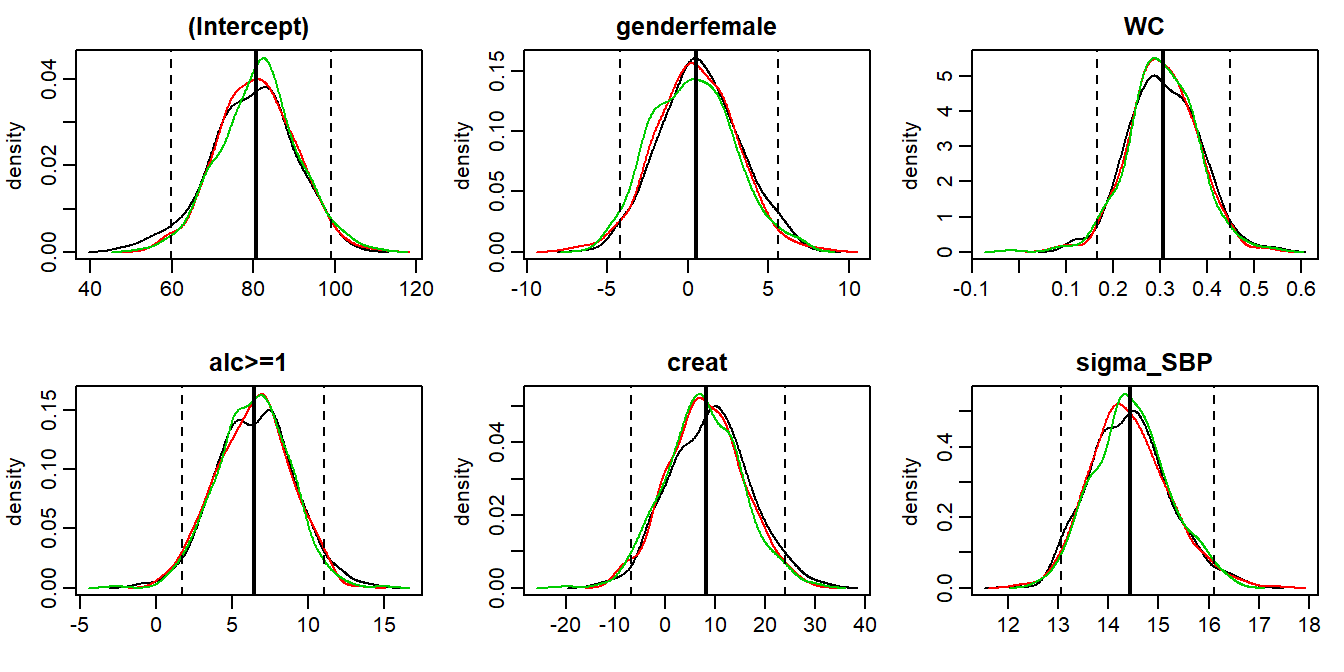 (Intercept)
density
0.00
0.02
0.04
40 60 80 100 120
genderfemale
density
0.00 0.05 0.10 0.15
-10 -5 0 5 10
WC
density
0 1 2 3 4 5
-0.1 0.1 0.2 0.3 0.4 0.5 0.6
alc>=1
density
0.00 0.05 0.10 0.15
-5 0 5 10 15
creat
density
0.00 0.02 0.04
-20 -10 0 10 20 30 40
sigma_SBP
density
0.0 0.2 0.4
12 13 14 15 16 17 18